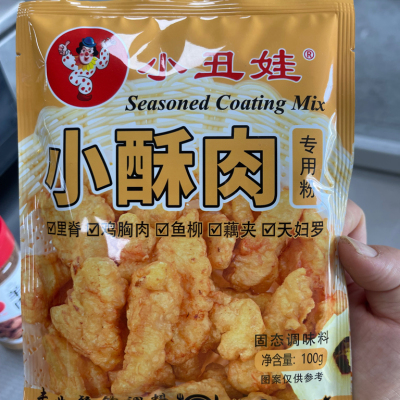 小丑娃®
Seasoned Coating Mix
小酥肉
专用粉
☑里脊 ☑鸡胸肉 ☑鱼柳 ☑藕夹 ☑天妇罗
固态调味料
净含量: 100g
图案仅供参考